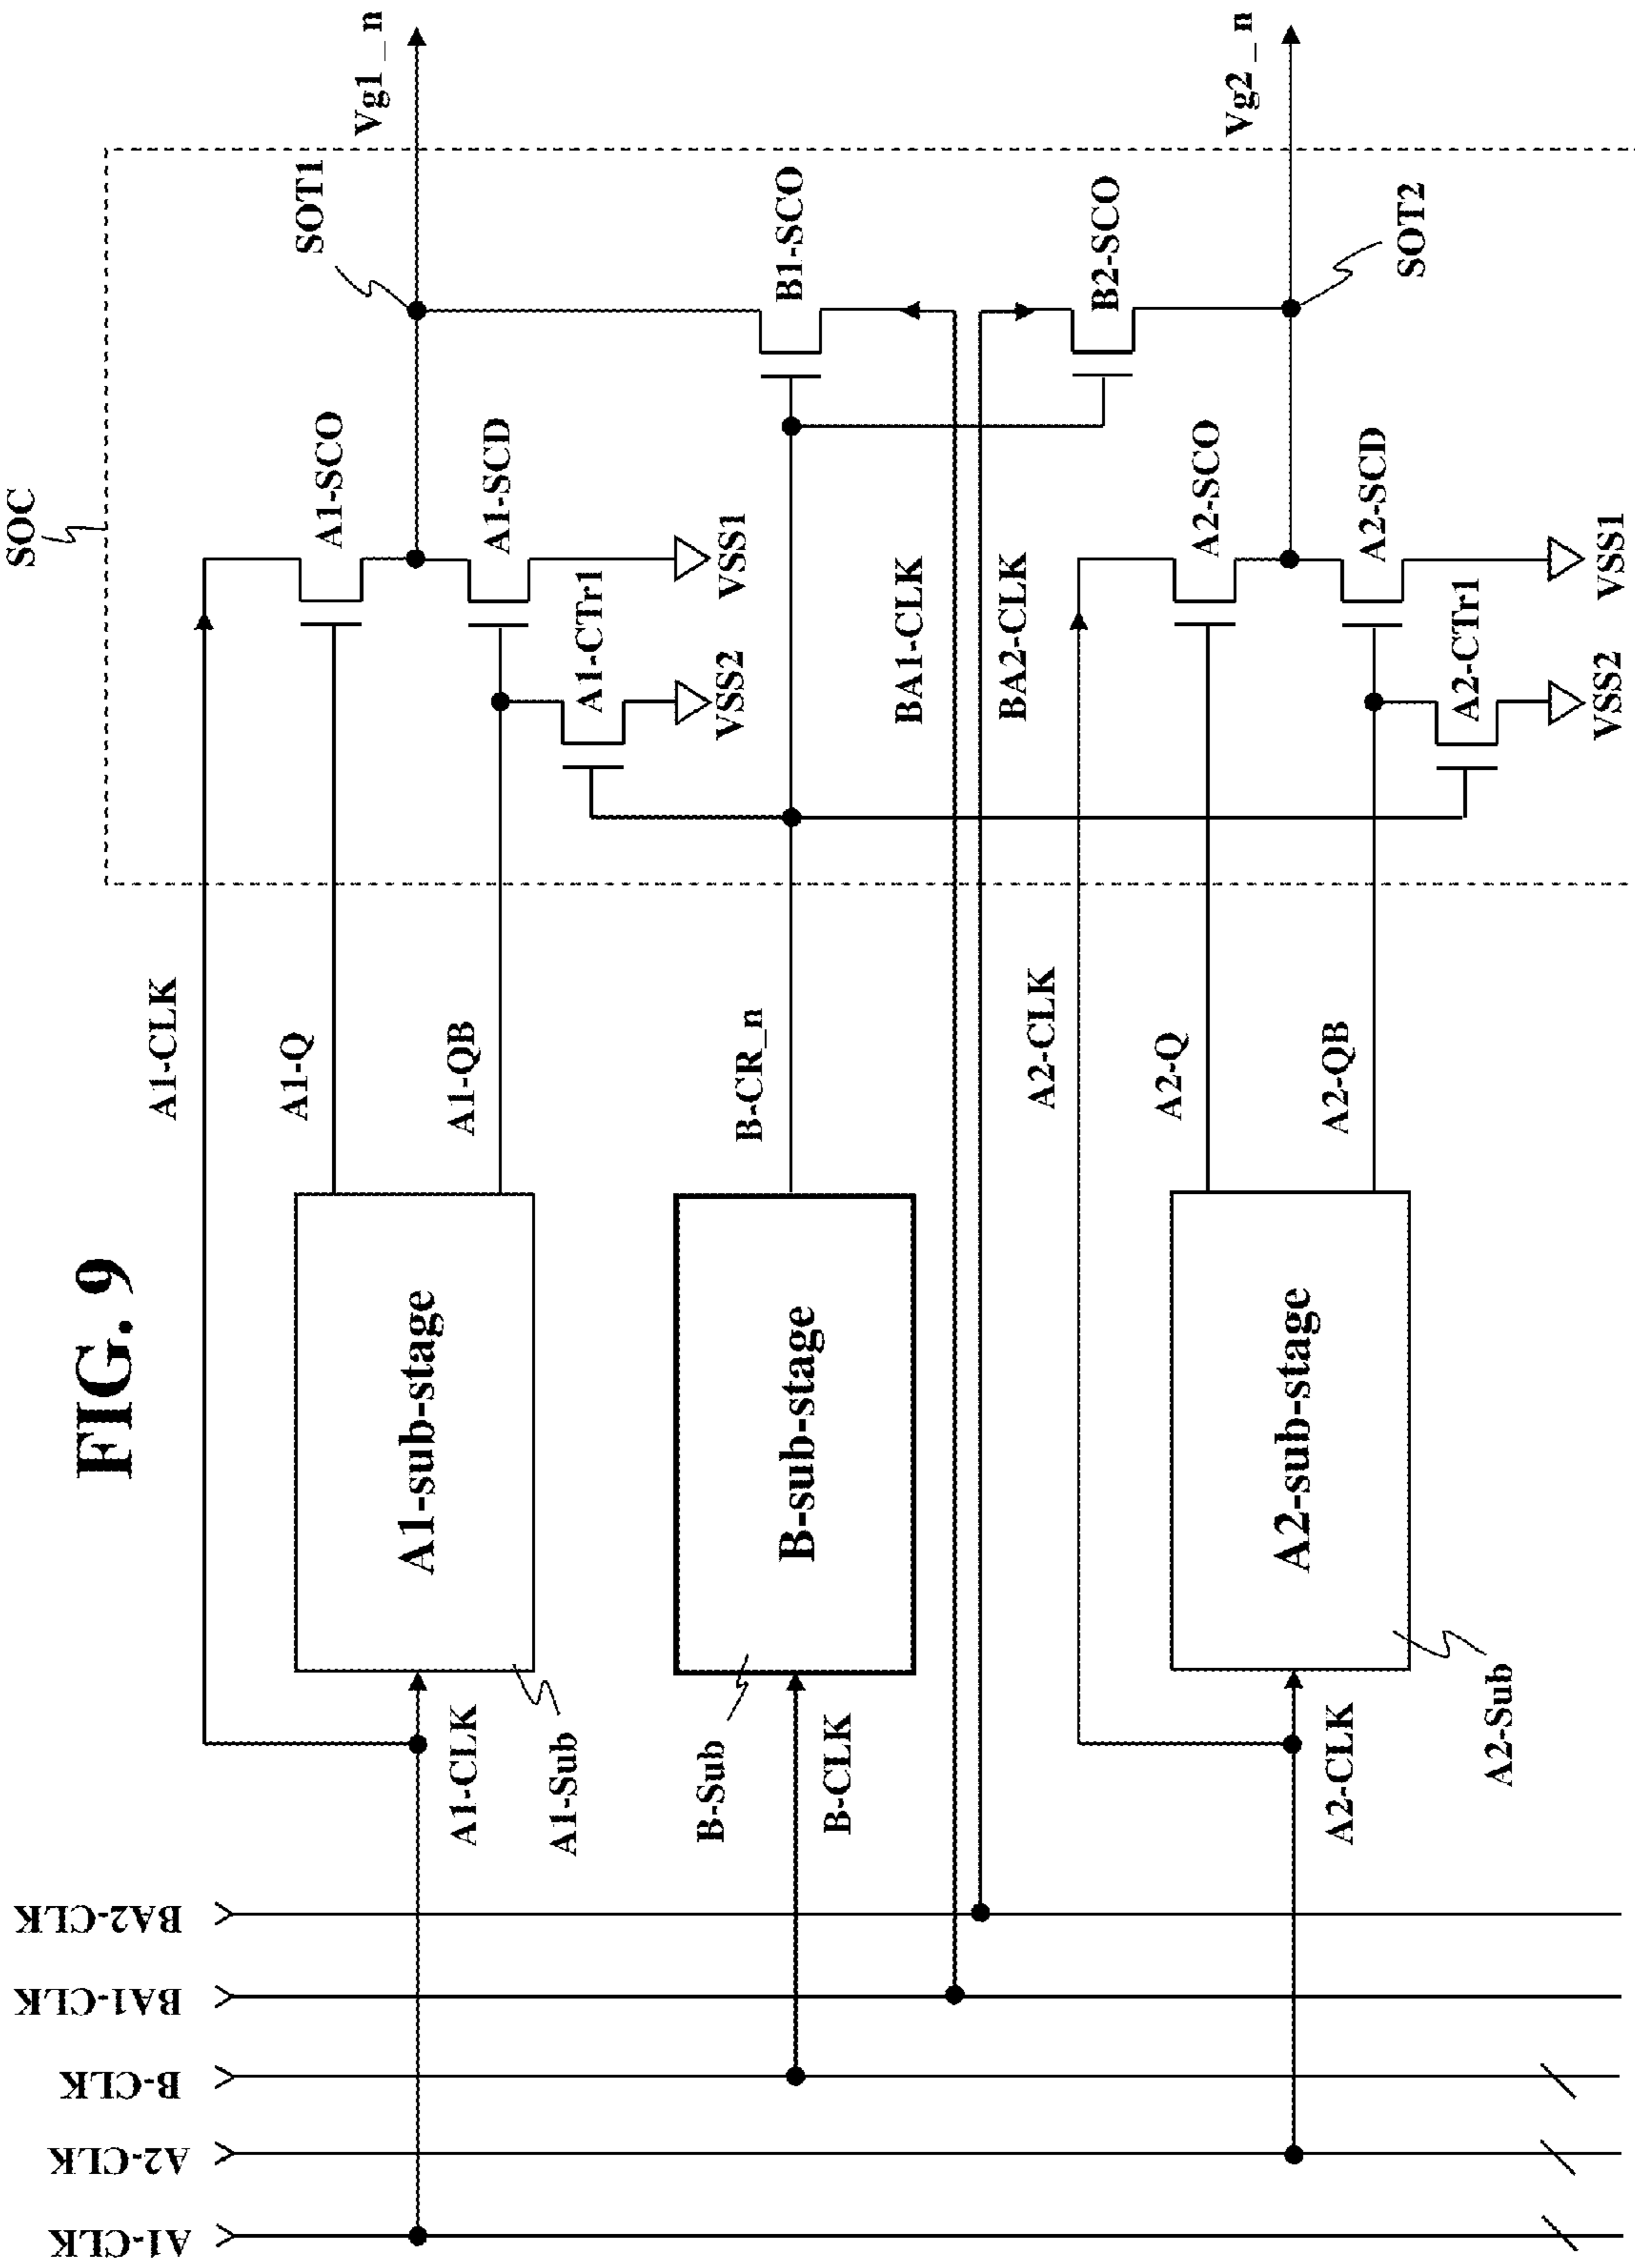 FIG. 9
SOC
A1-CLK
A1-Q
A1-QB
B-CR_n
A2-CLK
A2-Q
A2-QB
A1-sub-stage
B-sub-stage
A2-sub-stage
A1-CLK
A1-Sub
B-Sub
B-CLK
A2-CLK
A2-Sub
A1-SCO
A1-SCD
A1-CTr1
VSS1
VSS2
SOT1
Vg1_n
B1-SCO
BA1-CLK
BA2-CLK
B2-SCO
A2-SCO
A2-SCD
A2-CTr1
VSS1
VSS2
SOT2
Vg2_n
BA2-CLK
BA1-CLK
B-CLK
A2-CLK
A1-CLK